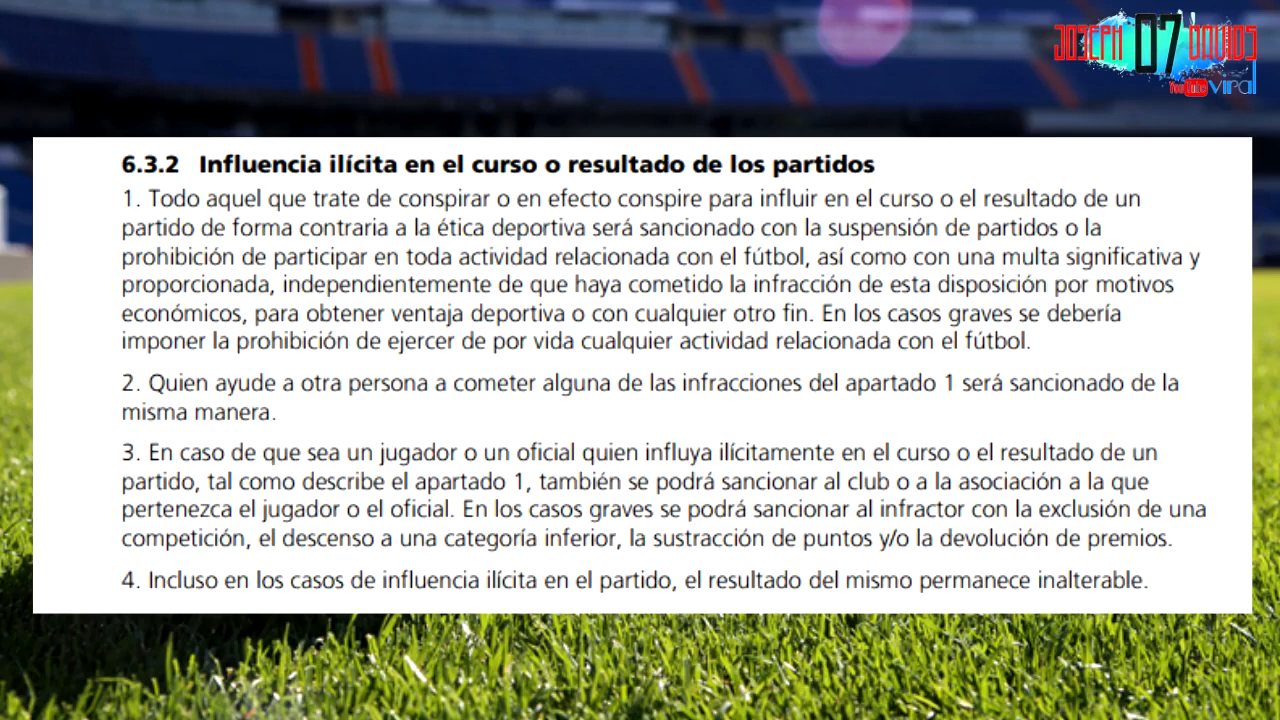 JOSEPH 07 DAVIDS
YouTube viral
6.3.2 Influencia ilícita en el curso o resultado de los partidos
1. Todo aquel que trate de conspirar o en efecto conspire para influir en el curso o el resultado de un
partido de forma contraria a la ética deportiva será sancionado con la suspensión de partidos o la
prohibición de participar en toda actividad relacionada con el fútbol, así como con una multa significativa y
proporcionada, independientemente de que haya cometido la infracción de esta disposición por motivos
económicos, para obtener ventaja deportiva o con cualquier otro fin. En los casos graves se debería
imponer la prohibición de ejercer de por vida cualquier actividad relacionada con el fútbol.
2. Quien ayude a otra persona a cometer alguna de las infracciones del apartado 1 será sancionado de la
misma manera.
3. En caso de que sea un jugador o un oficial quien influya ilícitamente en el curso o el resultado de un
partido, tal como describe el apartado 1, también se podrá sancionar al club o a la asociación a la que
pertenezca el jugador o el oficial. En los casos graves se podrá sancionar al infractor con la exclusión de una
competición, el descenso a una categoría inferior, la sustracción de puntos y/o la devolución de premios.
4. Incluso en los casos de influencia ilícita en el partido, el resultado del mismo permanece inalterable.